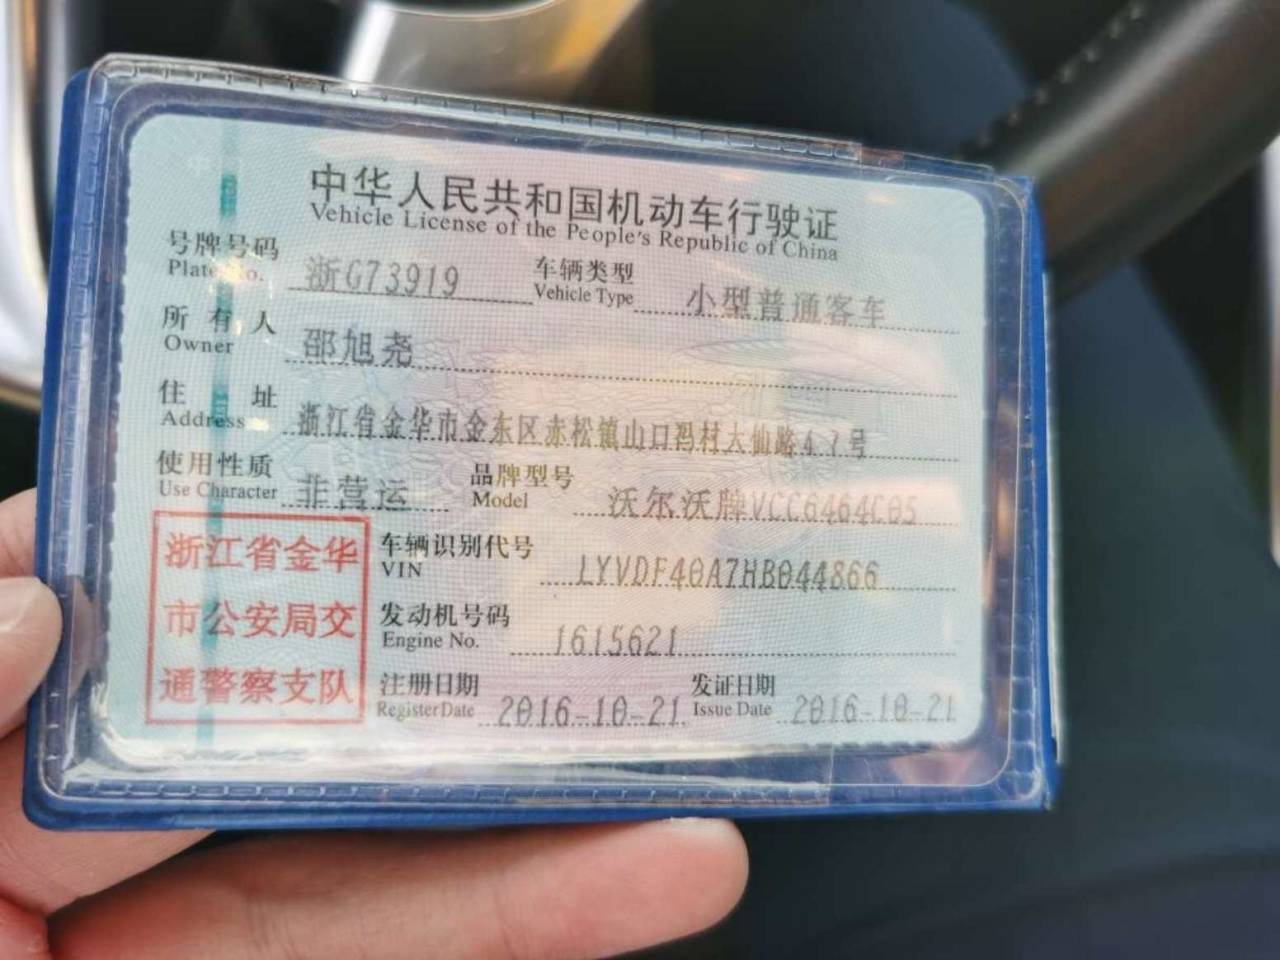 中华人民共和国机动车行驶证
Vehicle License of the People's Republic of China
号牌号码 浙G73919 车辆类型 小型普通客车
Plate No. Vehicle Type
所有人 邵旭尧
Owner
住址 浙江省金华市金东区赤松镇山口冯村大仙路47号
Address
使用性质 非营运 品牌型号 沃尔沃牌VCC6464C05
Use Character Model
浙江省金华
市公安局交
通警察支队
车辆识别代号 LYVDF40A7HB044866
VIN
发动机号码 1615621
Engine No.
注册日期 2016-10-21 发证日期 2016-10-21
Register Date Issue Date